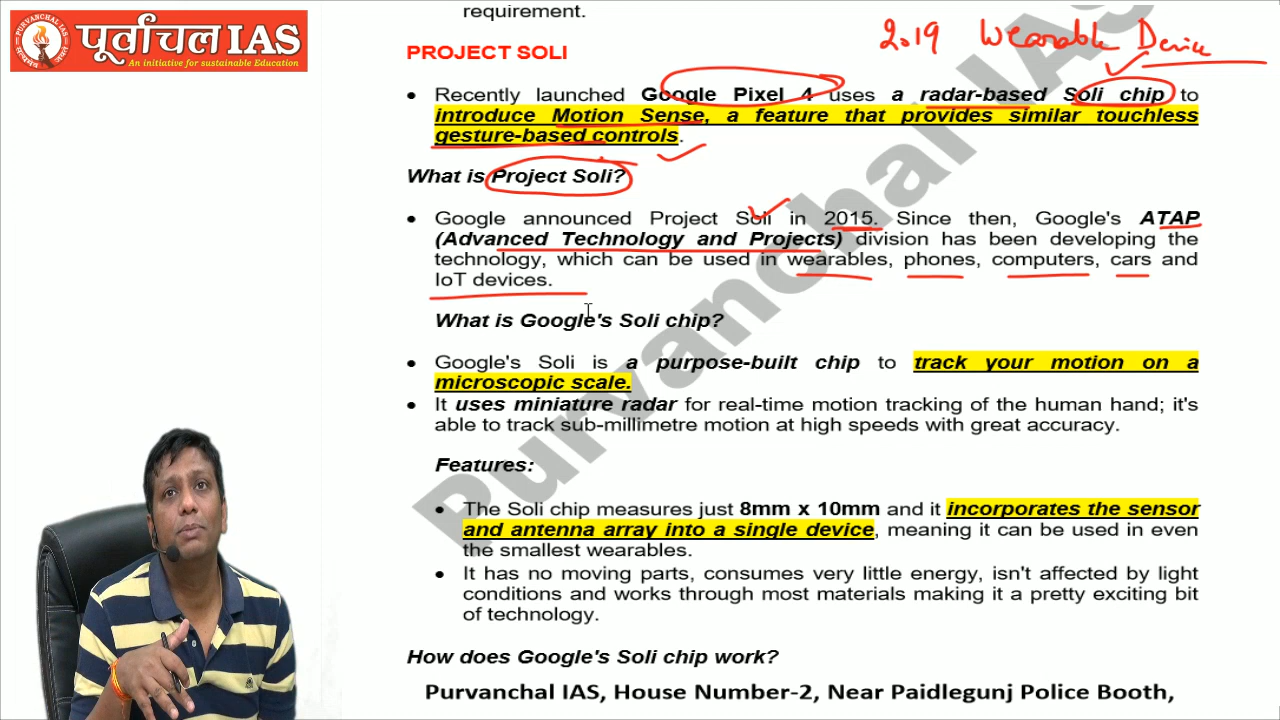 requirement.
PURVANCHAL IAS
पूर्वांचल IAS
An initiative for sustainable Education
2019 Wearable Device
PROJECT SOLI
• Recently launched Google Pixel 4 uses a radar-based Soli chip to
introduce Motion Sense, a feature that provides similar touchless
gesture-based controls.
What is Project Soli?
• Google announced Project Soli in 2015. Since then, Google's ATAP
(Advanced Technology and Projects) division has been developing the
technology, which can be used in wearables, phones, computers, cars and
IoT devices.
What is Google's Soli chip?
• Google's Soli is a purpose-built chip to track your motion on a
microscopic scale.
• It uses miniature radar for real-time motion tracking of the human hand; it's
able to track sub-millimetre motion at high speeds with great accuracy.
Features:
• The Soli chip measures just 8mm x 10mm and it incorporates the sensor
and antenna array into a single device, meaning it can be used in even
the smallest wearables.
• It has no moving parts, consumes very little energy, isn't affected by light
conditions and works through most materials making it a pretty exciting bit
of technology.
How does Google's Soli chip work?
Purvanchal IAS, House Number-2, Near Paidlegunj Police Booth,
Purvanchal IAS